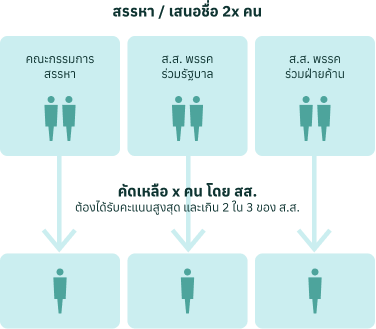 สรรหา / เสนอชื่อ 2x คน
คณะกรรมการ
สรรหา
ส.ส. พรรค
ร่วมรัฐบาล
ส.ส. พรรค
ร่วมฝ่ายค้าน
คัดเหลือ x คน โดย สส.
ต้องได้รับคะแนนสูงสุด และเกิน 2 ใน 3 ของ ส.ส.